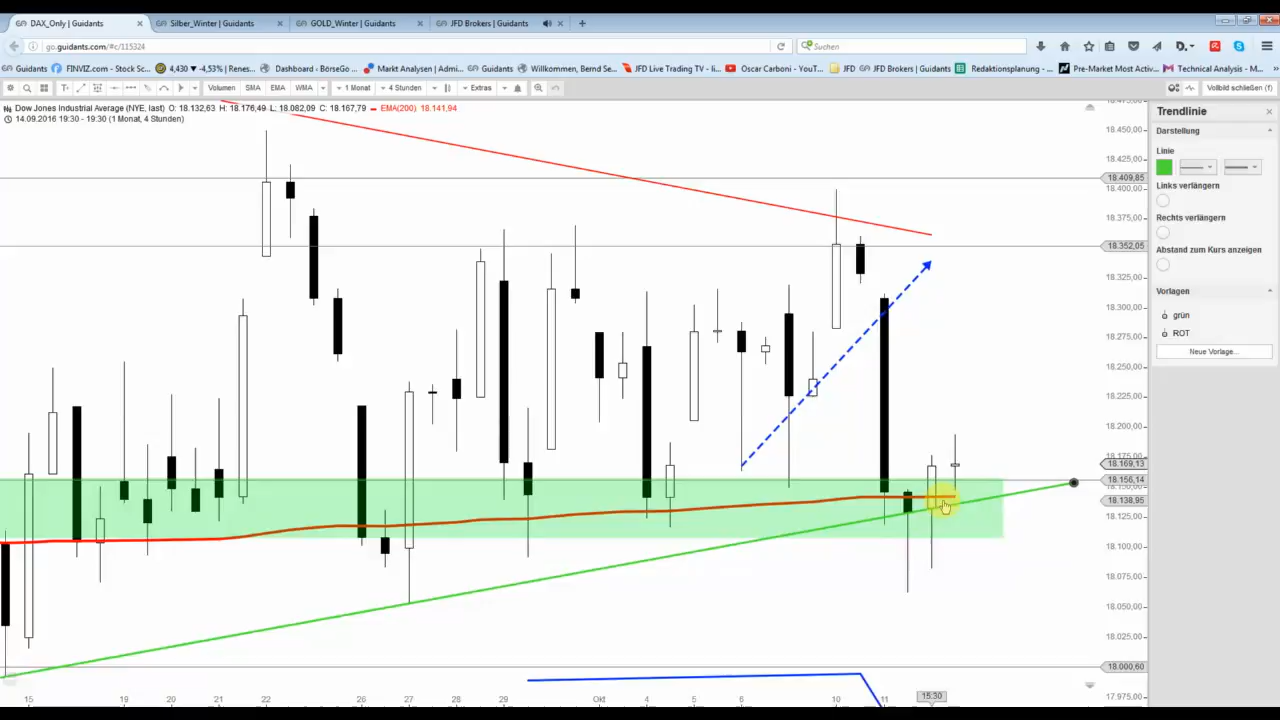 DAX_Only | Guidants
Silber_Winter | Guidants
GOLD_Winter | Guidants
JFD Brokers | Guidants
go.guidants.com/#c/115324
Suchen
Guidants
FINVIZ.com - Stock Sc...
4,430 ▾ -4,53% | Renes...
Dashboard - BörseGo ...
Markt Analysen | Admi...
Guidants
Willkommen, Bernd Se...
JFD Live Trading TV - li...
Oscar Carboni - YouT...
JFD
JFD Brokers | Guidants
Redaktionsplanung - ...
Pre-Market Most Activ...
Technical Analysis - M...
Volumen SMA EMA WMA 1 Monat 4 Stunden Extras
Vollbild schließen (f)
Dow Jones Industrial Average (NYE, last) O: 18.132,63 H: 18.176,49 L: 18.082,09 C: 18.167,79 EMA(200) 18.141,94
14.09.2016 19:30 - 19:30 (1 Monat, 4 Stunden)
18.475,00
18.450,00
18.425,00
18.409,85
18.400,00
18.375,00
18.352,05
18.325,00
18.300,00
18.275,00
18.250,00
18.225,00
18.200,00
18.175,00
18.169,13
18.156,14
18.150,00
18.138,95
18.125,00
18.100,00
18.075,00
18.050,00
18.025,00
18.000,60
17.975,00
15 19 20 21 22 26 27 28 29 Okt 4 5 6 10 11 15:30
Trendlinie
Darstellung
Linie
Links verlängern
Rechts verlängern
Abstand zum Kurs anzeigen
Vorlagen
grün
ROT
Neue Vorlage...